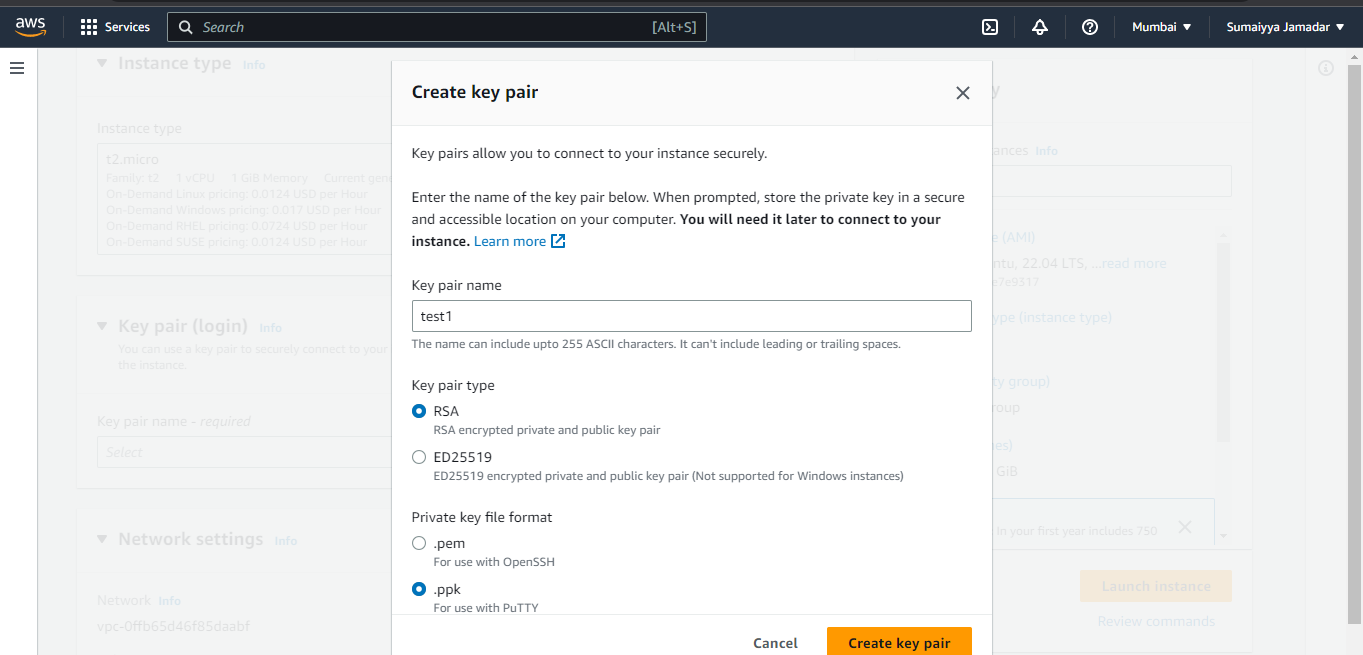 aws
Services
Search
[Alt+S]
Mumbai
Sumaiyya Jamadar
Instance type Info
Instance type
t2.micro
Family: t2 1 vCPU 1 GiB Memory Current gene
On-Demand Linux pricing: 0.0124 USD per Hour
On-Demand Windows pricing: 0.017 USD per Hour
On-Demand RHEL pricing: 0.0724 USD per Hour
On-Demand SUSE pricing: 0.0124 USD per Hour
Key pair (login) Info
You can use a key pair to securely connect to your
the instance.
Key pair name - required
Select
Network settings Info
Network Info
vpc-0ffb65d46f85daabf
Create key pair
Key pairs allow you to connect to your instance securely.
Enter the name of the key pair below. When prompted, store the private key in a secure
and accessible location on your computer. You will need it later to connect to your
instance. Learn more
Key pair name
test1
The name can include upto 255 ASCII characters. It can't include leading or trailing spaces.
Key pair type
RSA
RSA encrypted private and public key pair
ED25519
ED25519 encrypted private and public key pair (Not supported for Windows instances)
Private key file format
.pem
For use with OpenSSH
.ppk
For use with PuTTY
Cancel
Create key pair
y
ances Info
e (AMI)
ntu, 22.04 LTS, ...read more
e7e9317
ype (instance type)
ty group)
roup
es)
GiB
In your first year includes 750
Launch instance
Review commands